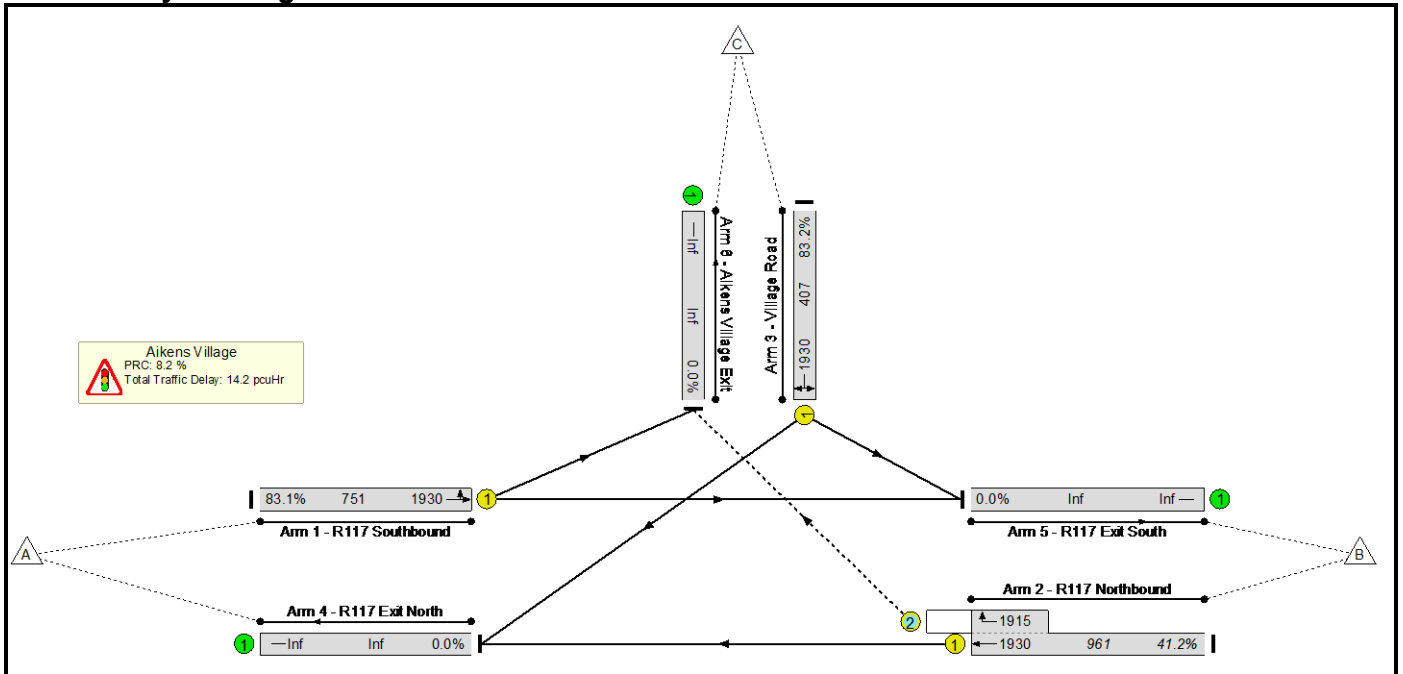 C
1
1
—Inf Inf 0.0%
Arm 6 - Aikens Village Exit
Arm 3 - Village Road
1930 407 83.2%
Aikens Village
PRC: 8.2 %
Total Traffic Delay: 14.2 pcuHr
83.1% 751 1930
1
Arm 1 - R117 Southbound
0.0% Inf Inf —
1
Arm 5 - R117 Exit South
A
B
Arm 4 - R117 Exit North
1
—Inf Inf 0.0%
Arm 2 - R117 Northbound
2
1915
1
1930 961 41.2%